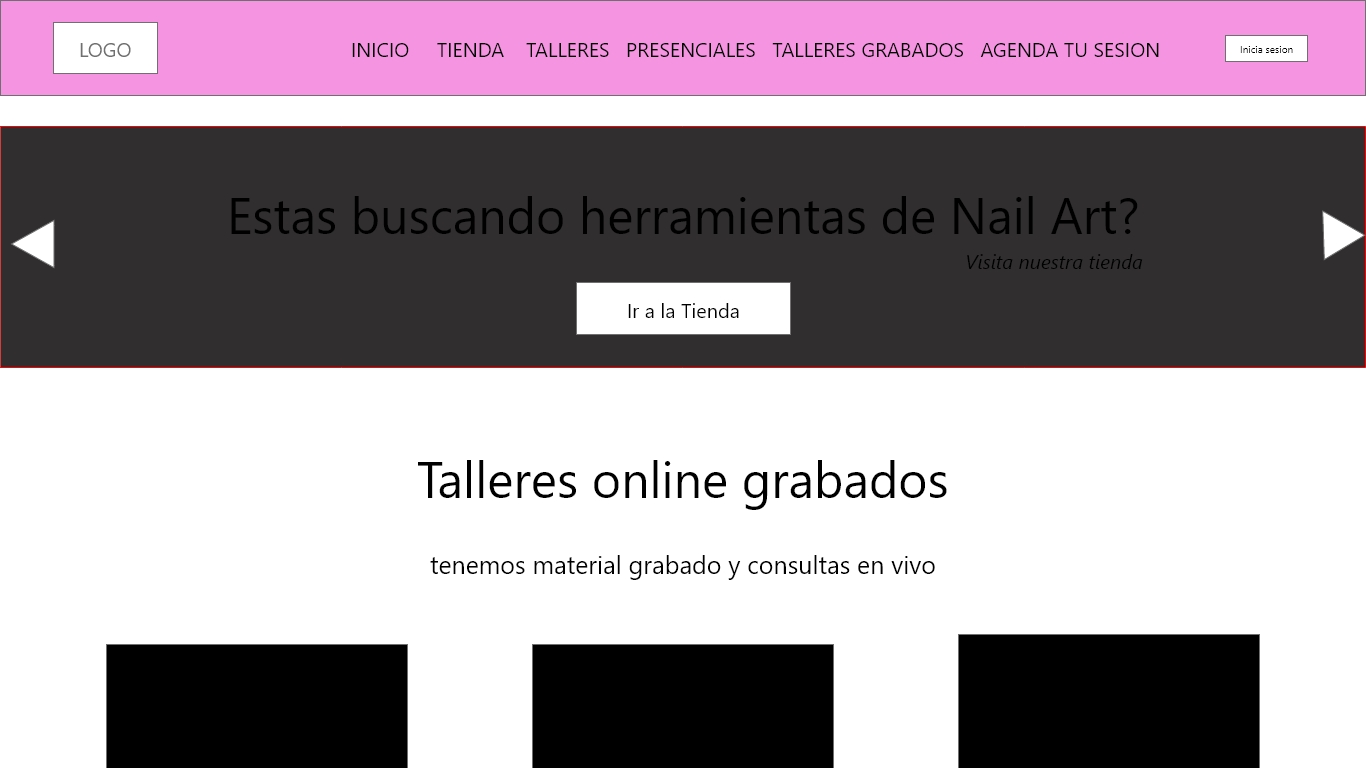 LOGO INICIO TIENDA TALLERES PRESENCIALES TALLERES GRABADOS AGENDA TU SESION Inicia sesion
Estas buscando herramientas de Nail Art?
Visita nuestra tienda
Ir a la Tienda
Talleres online grabados
tenemos material grabado y consultas en vivo